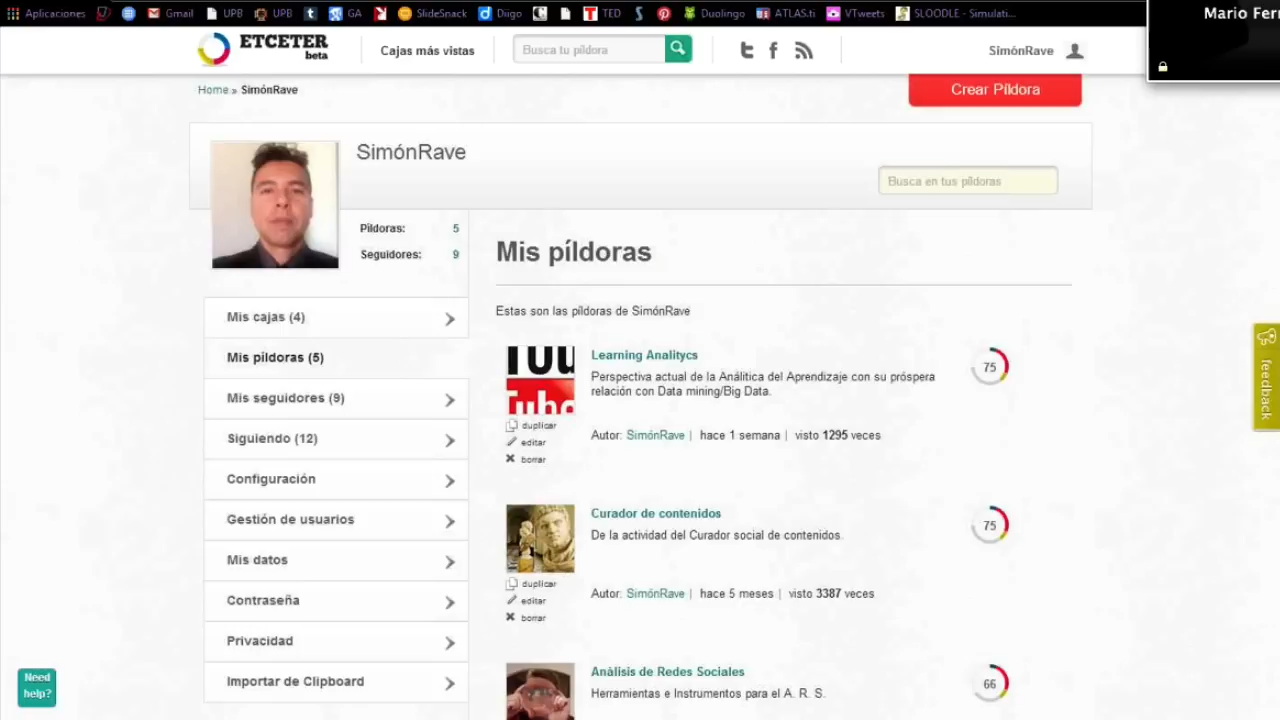 Aplicaciones Gmail UPB UPB GA SlideSnack Diigo TED Duolingo ATLAS.ti VTweets SLOODLE - Simulati...
Mario Ferr
ETCETER
beta
Cajas más vistas
Busca tu píldora
SimónRave
Home » SimónRave
Crear Píldora
SimónRave
Busca en tus píldoras
Píldoras: 5
Seguidores: 9
Mis cajas (4)
Mis píldoras (5)
Mis seguidores (9)
Siguiendo (12)
Configuración
Gestión de usuarios
Mis datos
Contraseña
Privacidad
Importar de Clipboard
Mis píldoras
Estas son las píldoras de SimónRave
Learning Analitycs
Perspectiva actual de la Análitica del Aprendizaje con su próspera
relación con Data mining/Big Data.
75
duplicar
editar
borrar
Autor: SimónRave | hace 1 semana | visto 1295 veces
Curador de contenidos
De la actividad del Curador social de contenidos.
75
duplicar
editar
borrar
Autor: SimónRave | hace 5 meses | visto 3387 veces
Anàlisis de Redes Sociales
Herramientas e Instrumentos para el A. R. S.
66
feedback
Need
help?